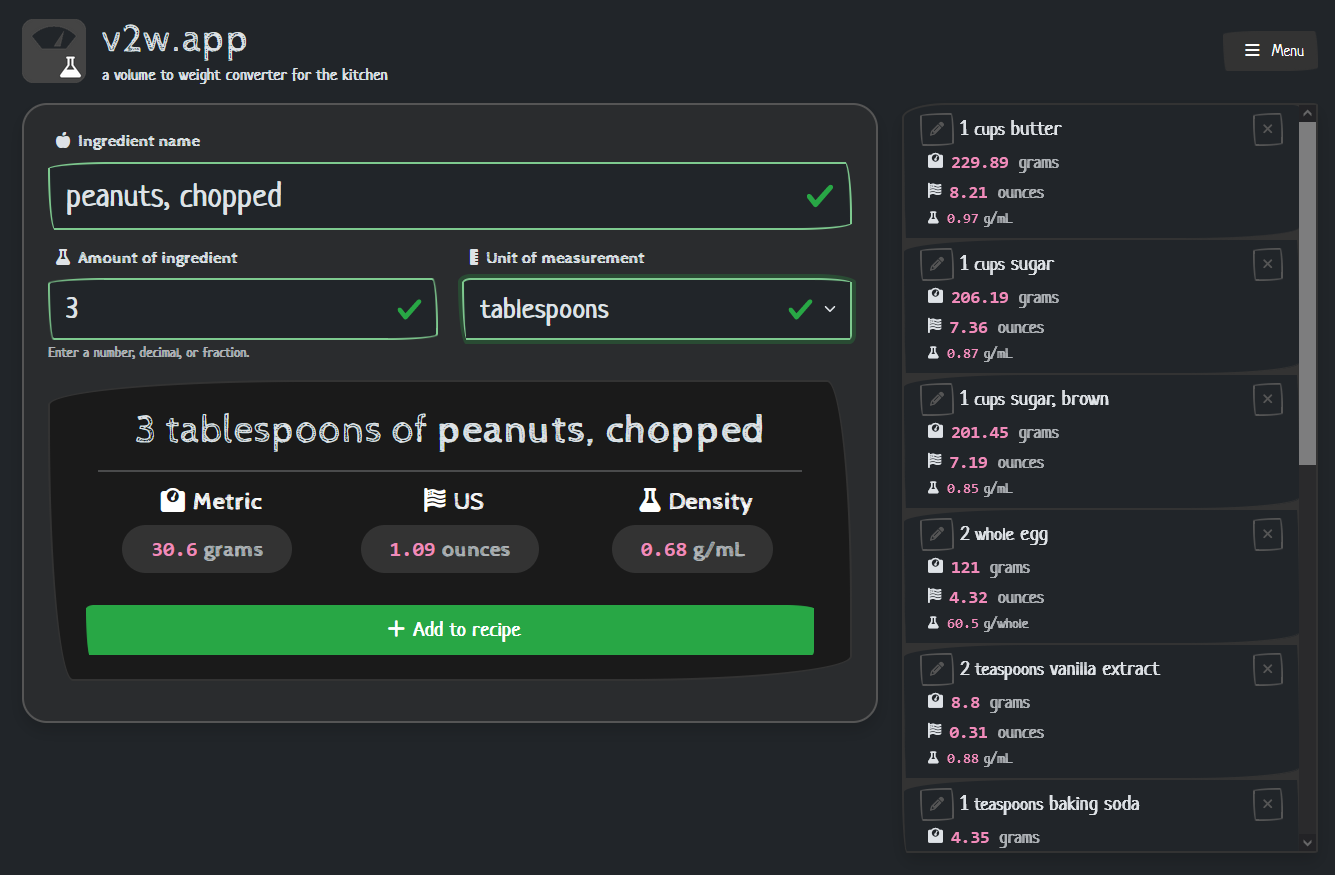 v2w.app
a volume to weight converter for the kitchen
Menu
Ingredient name
peanuts, chopped
Amount of ingredient
Unit of measurement
3
tablespoons
Enter a number, decimal, or fraction.
3 tablespoons of peanuts, chopped
Metric
US
Density
30.6 grams
1.09 ounces
0.68 g/mL
+ Add to recipe
1 cups butter
229.89 grams
8.21 ounces
0.97 g/mL
1 cups sugar
206.19 grams
7.36 ounces
0.87 g/mL
1 cups sugar, brown
201.45 grams
7.19 ounces
0.85 g/mL
2 whole egg
121 grams
4.32 ounces
60.5 g/whole
2 teaspoons vanilla extract
8.8 grams
0.31 ounces
0.88 g/mL
1 teaspoons baking soda
4.35 grams